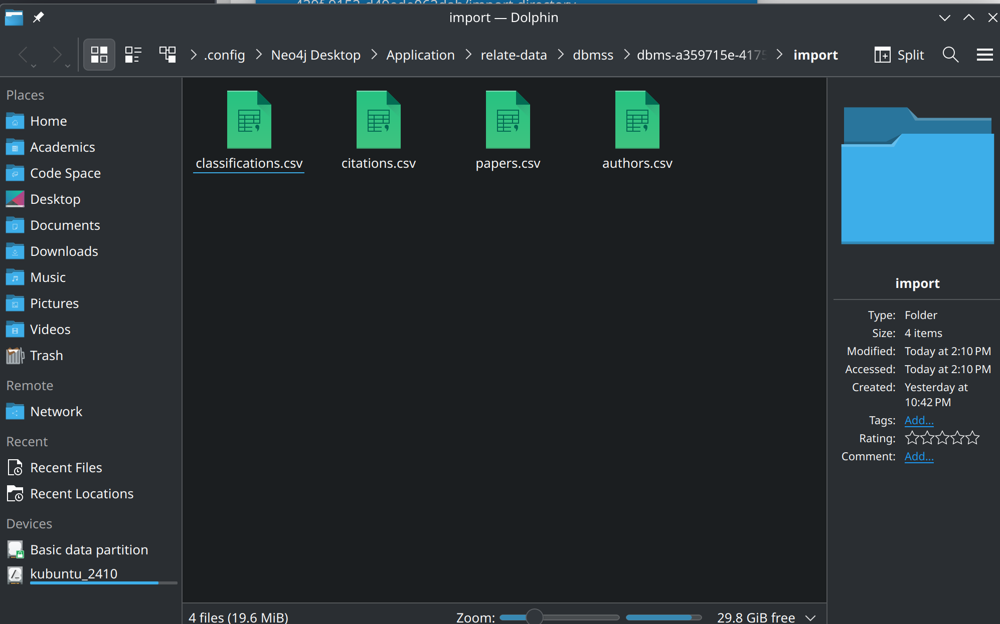 import — Dolphin
.config
Neo4j Desktop
Application
relate-data
dbmss
dbms-a359715e-4175
import
Split
Places
Home
Academics
Code Space
Desktop
Documents
Downloads
Music
Pictures
Videos
Trash
Remote
Network
Recent
Recent Files
Recent Locations
Devices
Basic data partition
kubuntu_2410
classifications.csv
citations.csv
papers.csv
authors.csv
import
Type: Folder
Size: 4 items
Modified: Today at 2:10 PM
Accessed: Today at 2:10 PM
Created: Yesterday at
10:42 PM
Tags: Add...
Rating:
Comment: Add...
4 files (19.6 MiB)
Zoom:
29.8 GiB free